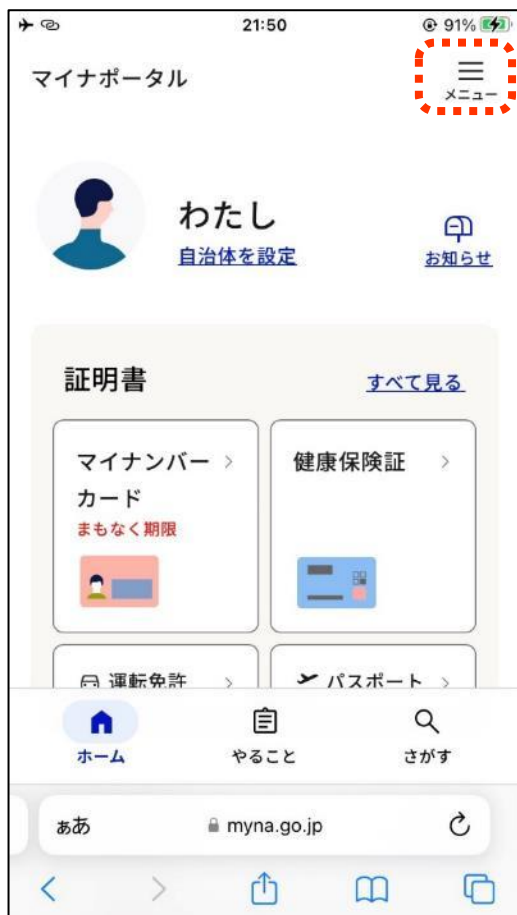 21:50
91%
マイナポータル
メニュー
わたし
自治体を設定
お知らせ
証明書
すべて見る
マイナンバー
カード
まもなく期限
健康保険証
運転免許
パスポート
ホーム
やること
さがす
ぁあ
myna.go.jp